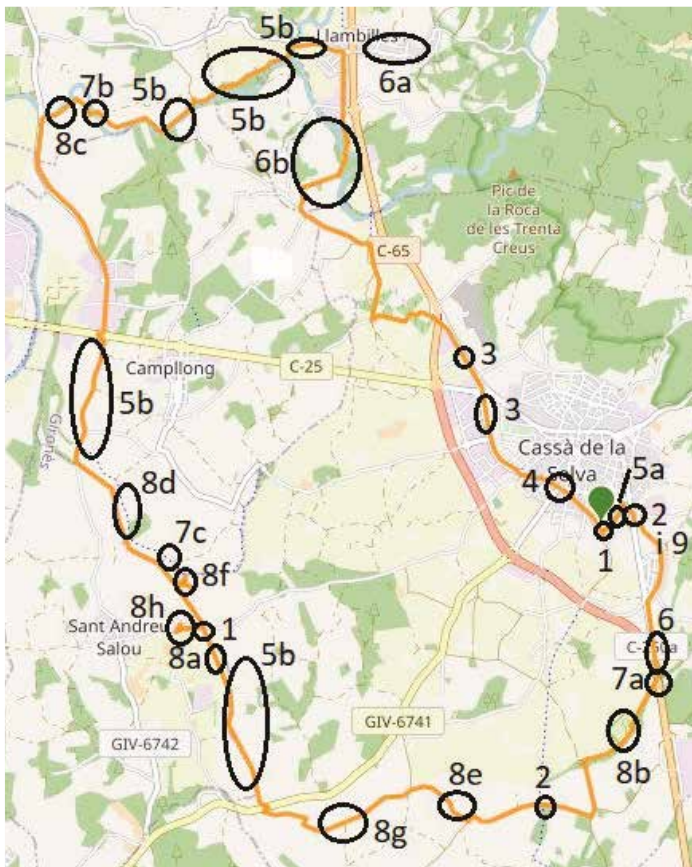 5b
Llambilles
6a
7b
5b
5b
8c
6b
Pic de
la Roca
de les Trenta
Creus
C-65
3
Campllong
C-25
5b
3
Gironès
Cassà de la
Selva
5a
4
2
8d
1
i 9
7c
8f
8h
Sant Andreu
Salou
1
6
8a
5b
C-250a
7a
GIV-6741
GIV-6742
8b
8e
2
8g